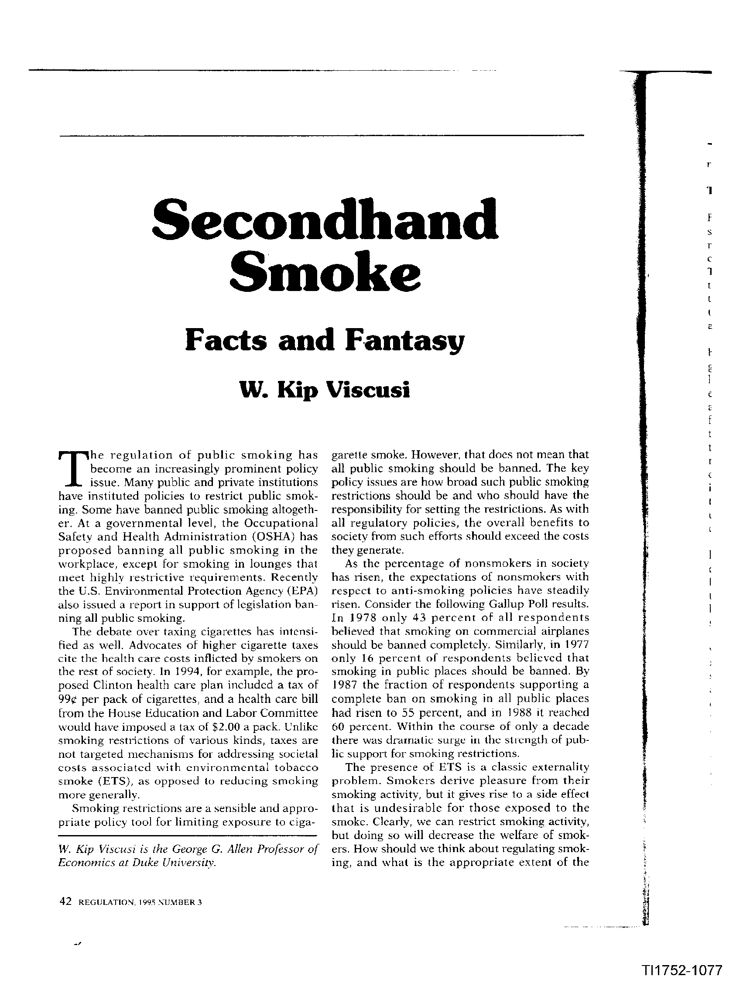 Secondhand
Smoke
Facts and Fantasy
W. Kip Viscusi
The regulation of public smoking has
become an increasingly prominent policy
issue. Many public and private institutions
have instituted policies to restrict public smok-
ing. Some have banned public smoking altogeth-
er. At a governmental level, the Occupational
Safety and Health Administration (OSHA) has
proposed banning all public smoking in the
workplace, except for smoking in lounges that
meet highly restrictive requirements. Recently
the U.S. Environmental Protection Agency (EPA)
also issued a report in support of legislation ban-
ning all public smoking.
The debate over taxing cigarettes has intensi-
fied as well. Advocates of higher cigarette taxes
cite the health care costs inflicted by smokers on
the rest of society. In 1994, for example, the pro-
posed Clinton health care plan included a tax of
99¢ per pack of cigarettes, and a health care bill
from the House Education and Labor Committee
would have imposed a tax of $2.00 a pack. Unlike
smoking restrictions of various kinds, taxes are
not targeted mechanisms for addressing societal
costs associated with environmental tobacco
smoke (ETS), as opposed to reducing smoking
more generally.
Smoking restrictions are a sensible and appro-
priate policy tool for limiting exposure to ciga-
W. Kip Viscusi is the George G. Allen Professor of
Economics at Duke University.
garette smoke. However, that does not mean that
all public smoking should be banned. The key
policy issues are how broad such public smoking
restrictions should be and who should have the
responsibility for setting the restrictions. As with
all regulatory policies, the overall benefits to
society from such efforts should exceed the costs
they generate.
As the percentage of nonsmokers in society
has risen, the expectations of nonsmokers with
respect to anti-smoking policies have steadily
risen. Consider the following Gallup Poll results.
In 1978 only 43 percent of all respondents
believed that smoking on commercial airplanes
should be banned completely. Similarly, in 1977
only 16 percent of respondents believed that
smoking in public places should be banned. By
1987 the fraction of respondents supporting a
complete ban on smoking in all public places
had risen to 55 percent, and in 1988 it reached
60 percent. Within the course of only a decade
there was dramatic surge in the strength of pub-
lic support for smoking restrictions.
The presence of ETS is a classic externality
problem. Smokers derive pleasure from their
smoking activity, but it gives rise to a side effect
that is undesirable for those exposed to the
smoke. Clearly, we can restrict smoking activity,
but doing so will decrease the welfare of smok-
ers. How should we think about regulating smok-
ing, and what is the appropriate extent of the
42 REGULATION, 1995 NUMBER 3
TI1752-1077